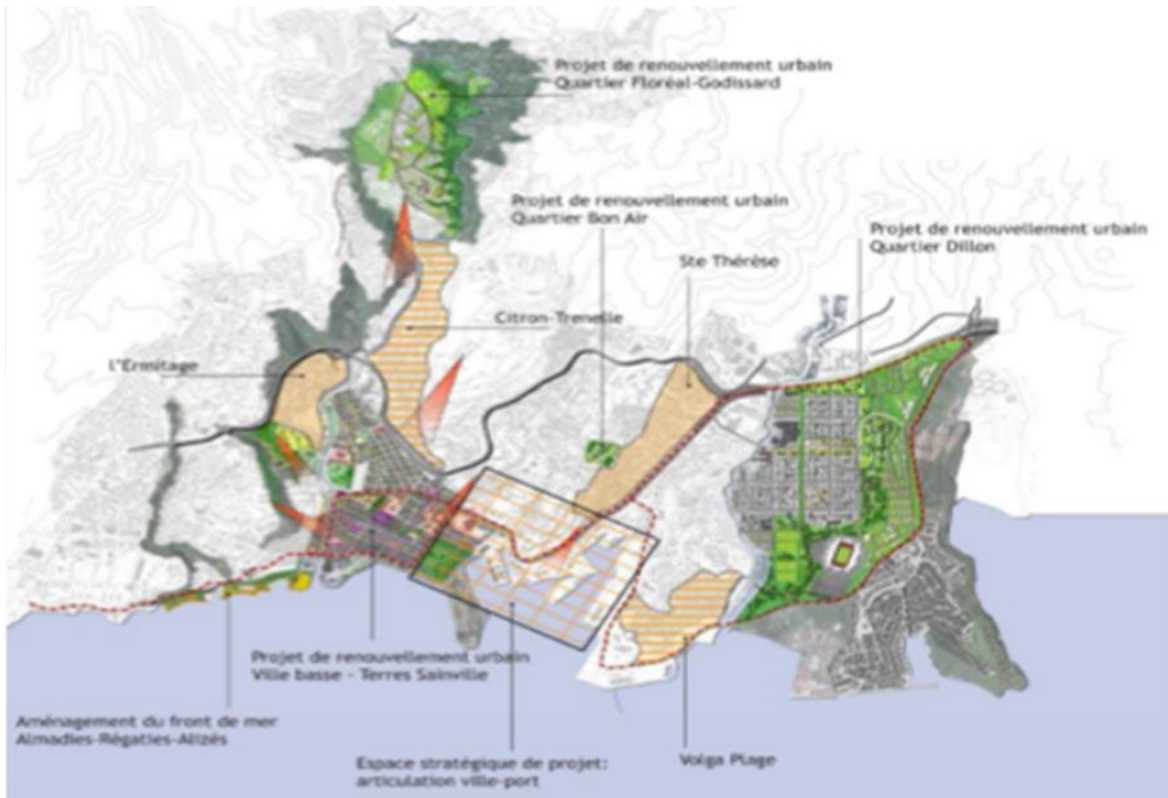 Projet de renouvellement urbain
Quartier Floréal-Godissard
Projet de renouvellement urbain
Quartier Bon Air
Projet de renouvellement urbain
Quartier Dillon
Ste Thérèse
Citron-Trenelle
l'Ermitage
Projet de renouvellement urbain
Ville basse - Terres Sainville
Aménagement du front de mer
Almadies-Régaties-Alizés
Espace stratégique de projet:
articulation ville-port
Volga Plage